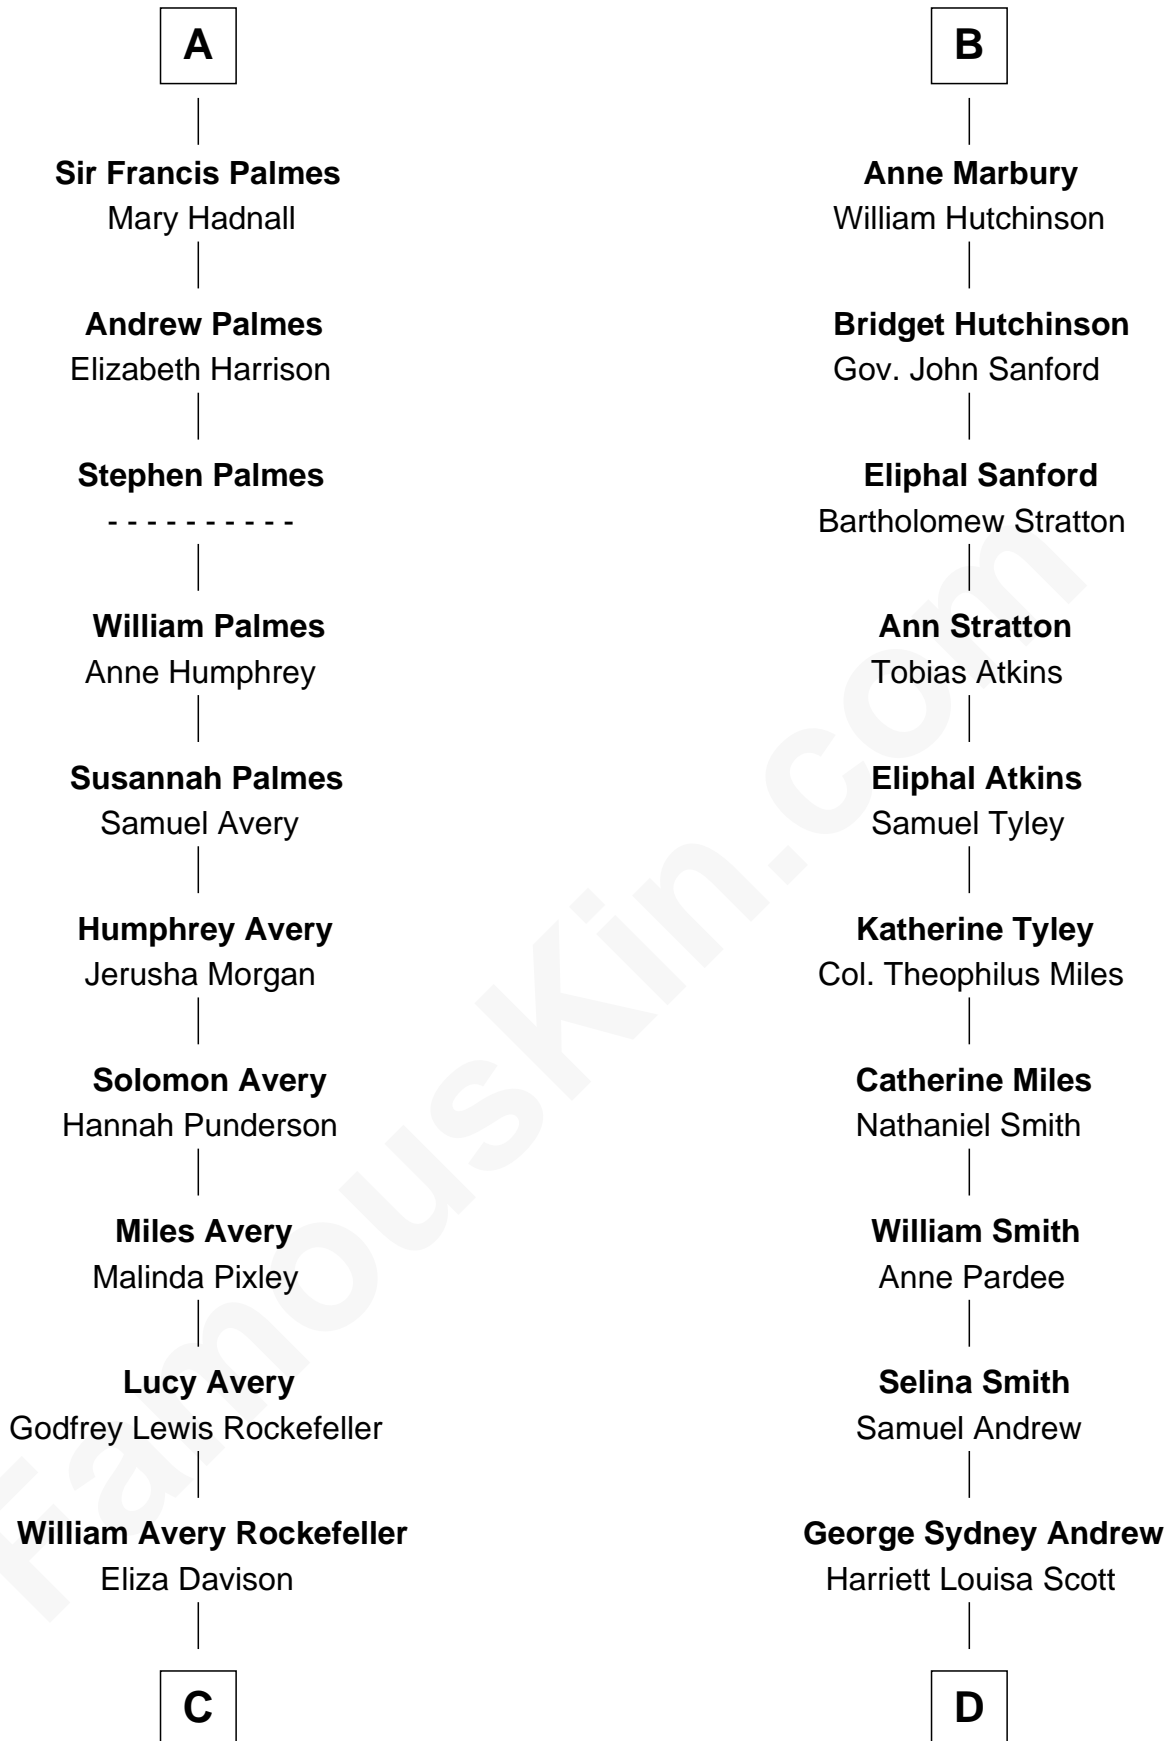 A
Sir Francis Palmes
Mary Hadnall
Andrew Palmes
Elizabeth Harrison
Stephen Palmes
- - - - - - - - - -
William Palmes
Anne Humphrey
Susannah Palmes
Samuel Avery
Humphrey Avery
Jerusha Morgan
Solomon Avery
Hannah Punderson
Miles Avery
Malinda Pixley
Lucy Avery
Godfrey Lewis Rockefeller
William Avery Rockefeller
Eliza Davison
C
B
Anne Marbury
William Hutchinson
Bridget Hutchinson
Gov. John Sanford
Eliphal Sanford
Bartholomew Stratton
Ann Stratton
Tobias Atkins
Eliphal Atkins
Samuel Tyley
Katherine Tyley
Col. Theophilus Miles
Catherine Miles
Nathaniel Smith
William Smith
Anne Pardee
Selina Smith
Samuel Andrew
George Sydney Andrew
Harriett Louisa Scott
D
FamousKin.com